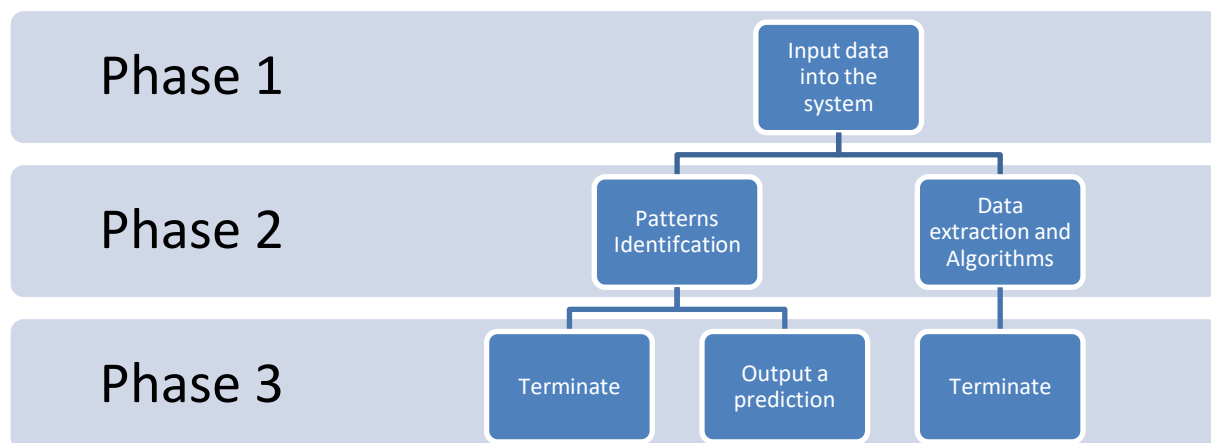 Phase 1
Input data
into the
system
Phase 2
Patterns
Identifcation
Data
extraction and
Algorithms
Phase 3
Terminate
Output a
prediction
Terminate